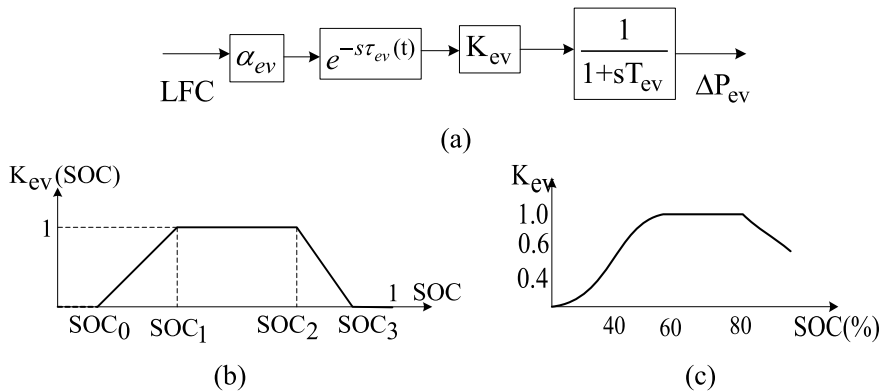 LFC
α_ev
e^{-sτ_ev(t)}
K_ev
1
1+sT_ev
ΔP_ev
(a)
K_ev(SOC)
1
SOC_0
SOC_1
SOC_2
SOC_3
1
SOC
(b)
K_ev
1.0
0.6
0.4
40
60
80
SOC(%)
(c)